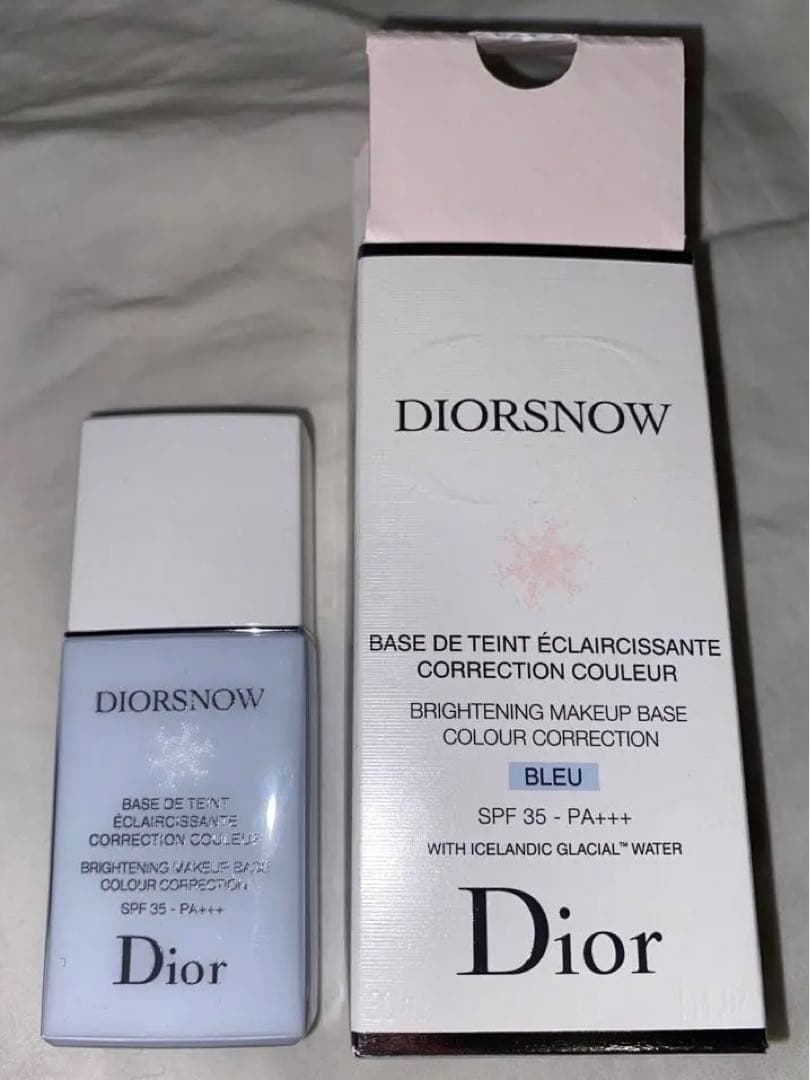 DIORSNOW
BASE DE TEINT
ÉCLAIRCISSANTE
CORRECTION COULEUR
BRIGHTENING MAKEUP BASE
COLOUR CORRECTION
SPF 35 - PA+++
Dior
DIORSNOW
BASE DE TEINT ÉCLAIRCISSANTE
CORRECTION COULEUR
BRIGHTENING MAKEUP BASE
COLOUR CORRECTION
BLEU
SPF 35 - PA+++
WITH ICELANDIC GLACIAL™ WATER
Dior